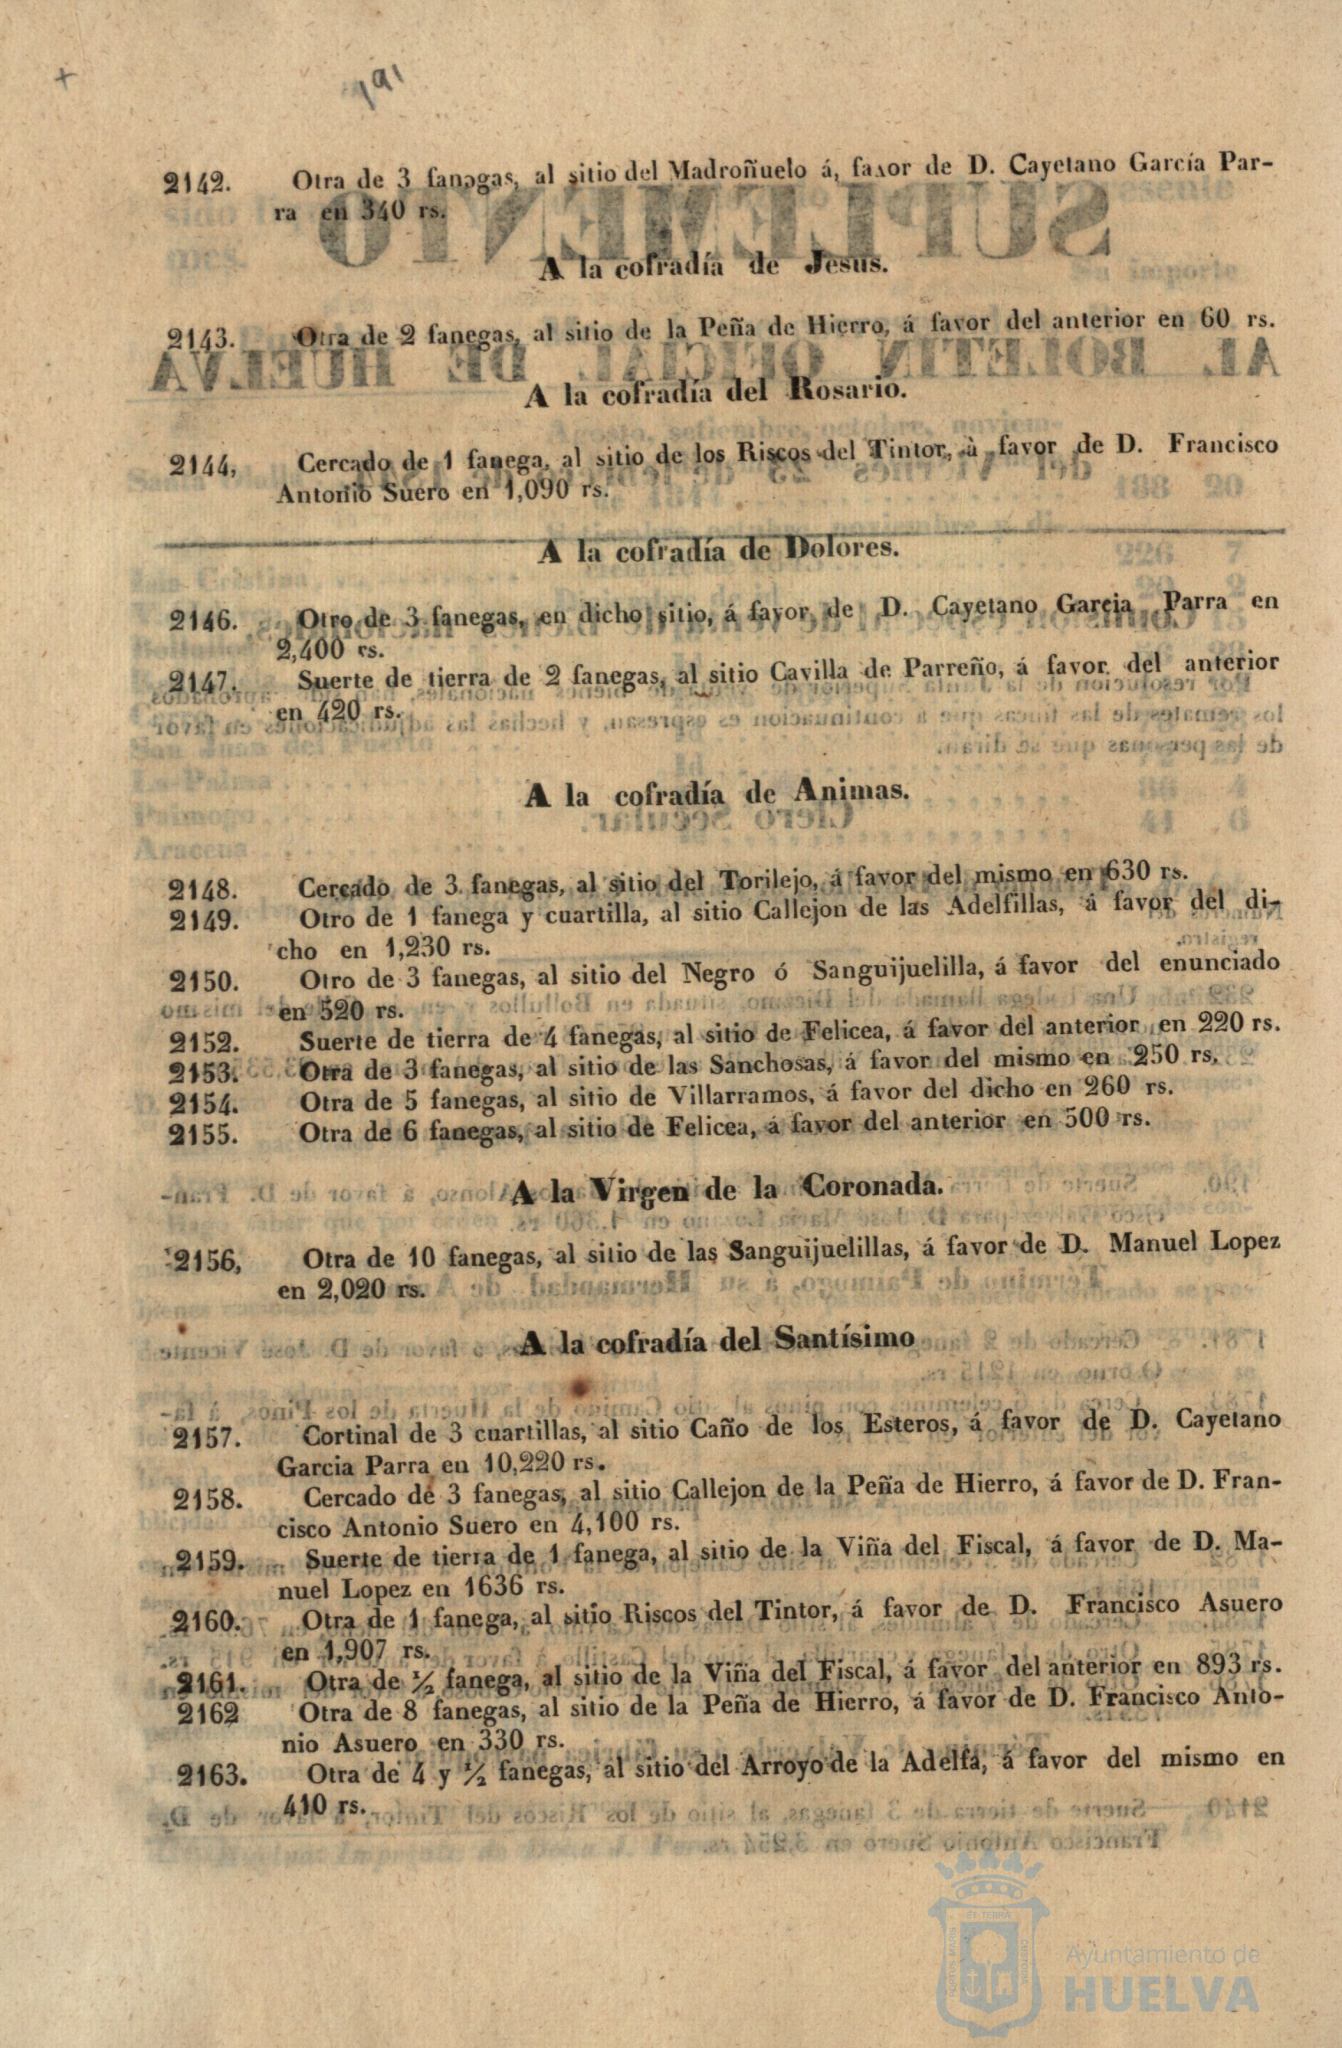 191
2142. Otra de 3 fanegas, al sitio del Madroñuelo á, favor de D. Cayetano García Par-
ra en 340 rs.
A la cofradía de Jesus.
2143. Otra de 2 fanegas, al sitio de la Peña de Hierro, á favor del anterior en 60 rs.
A la cofradía del Rosario.
2144, Cercado de 1 fanega, al sitio de los Riscos del Tintor, à favor de D. Francisco
Antonio Suero en 1,090 rs.
A la cofradía de Dolores.
2146. Otro de 3 fanegas, en dicho sitio, á favor de D. Cayetano Garcia Parra en
2,400 rs.
2147. Suerte de tierra de 2 fanegas, al sitio Cavilla de Parreño, á favor del anterior
en 420 rs.
A la cofradía de Animas.
2148. Cercado de 3 fanegas, al sitio del Torilejo, á favor del mismo en 630 rs.
2149. Otro de 1 fanega y cuartilla, al sitio Callejon de las Adelfillas, á favor del di-
cho en 1,230 rs.
2150. Otro de 3 fanegas, al sitio del Negro ó Sanguijuelilla, á favor del enunciado
en 520 rs.
2152. Suerte de tierra de 4 fanegas, al sitio de Felicea, á favor del anterior en 220 rs.
2153. Otra de 3 fanegas, al sitio de las Sanchosas, á favor del mismo en 250 rs.
2154. Otra de 5 fanegas, al sitio de Villarramos, á favor del dicho en 260 rs.
2155. Otra de 6 fanegas, al sitio de Felicea, á favor del anterior en 500 rs.
A la Virgen de la Coronada.
2156, Otra de 10 fanegas, al sitio de las Sanguijuelillas, á favor de D. Manuel Lopez
en 2,020 rs.
A la cofradía del Santísimo
2157. Cortinal de 3 cuartillas, al sitio Caño de los Esteros, á favor de D. Cayetano
Garcia Parra en 10,220 rs.
2158. Cercado de 3 fanegas, al sitio Callejon de la Peña de Hierro, á favor de D. Fran-
cisco Antonio Suero en 4,100 rs.
2159. Suerte de tierra de 1 fanega, al sitio de la Viña del Fiscal, á favor de D. Ma-
nuel Lopez en 1636 rs.
2160. Otra de 1 fanega, al sitio Riscos del Tintor, á favor de D. Francisco Asuero
en 1,907 rs.
2161. Otra de ½ fanega, al sitio de la Viña del Fiscal, á favor del anterior en 893 rs.
2162 Otra de 8 fanegas, al sitio de la Peña de Hierro, á favor de D. Francisco Anto-
nio Asuero en 330 rs.
2163. Otra de 4 y ½ fanegas, al sitio del Arroyo de la Adelfa, á favor del mismo en
410 rs.
Ayuntamiento de
HUELVA